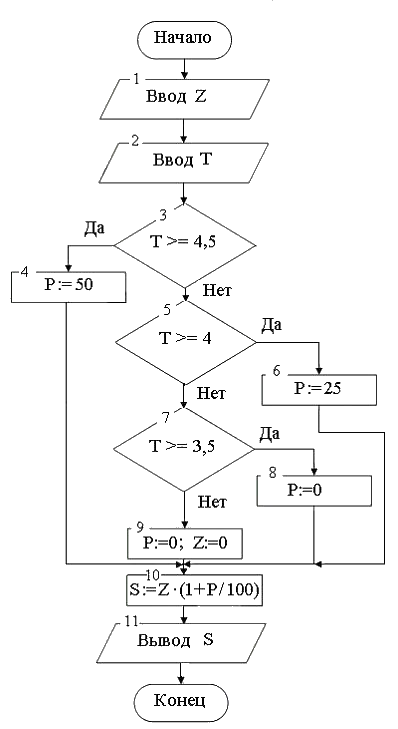 Начало
1
Ввод Z
2
Ввод T
3
T >= 4,5
Да
Нет
4
P:= 50
5
T >= 4
Да
Нет
6
P:=25
7
T >= 3,5
Да
Нет
8
P:=0
9
P:=0; Z:=0
10
S:=Z·(1+P/100)
11
Вывод S
Конец